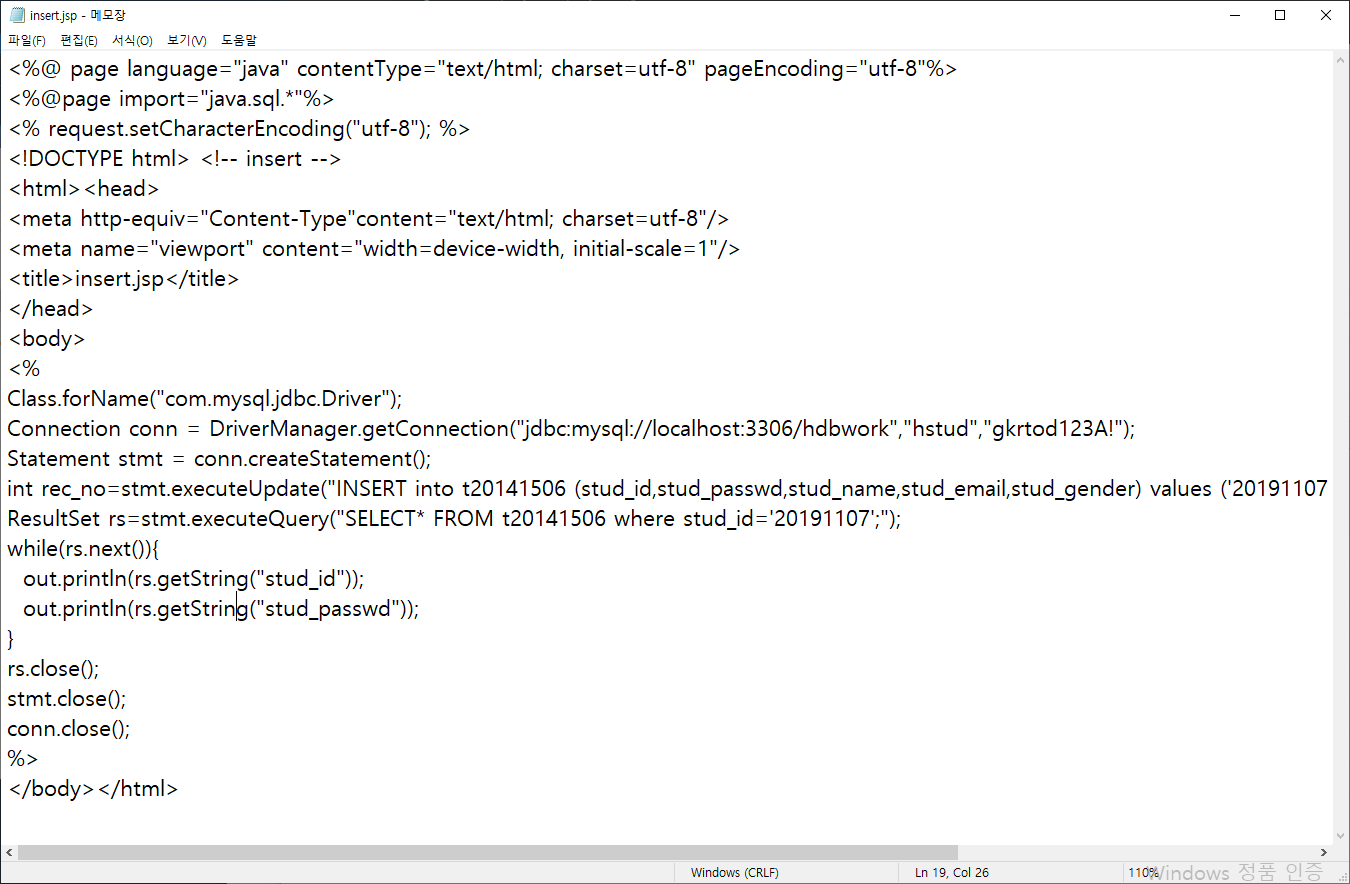 insert.jsp - 메모장
파일(F) 편집(E) 서식(O) 보기(V) 도움말
<%@ page language="java" contentType="text/html; charset=utf-8" pageEncoding="utf-8"%>
<%@page import="java.sql.*"%>
<% request.setCharacterEncoding("utf-8"); %>
<!DOCTYPE html> <!-- insert -->
<html><head>
<meta http-equiv="Content-Type"content="text/html; charset=utf-8"/>
<meta name="viewport" content="width=device-width, initial-scale=1"/>
<title>insert.jsp</title>
</head>
<body>
<%
Class.forName("com.mysql.jdbc.Driver");
Connection conn = DriverManager.getConnection("jdbc:mysql://localhost:3306/hdbwork","hstud","gkrtod123A!");
Statement stmt = conn.createStatement();
int rec_no=stmt.executeUpdate("INSERT into t20141506 (stud_id,stud_passwd,stud_name,stud_email,stud_gender) values ('20191107
ResultSet rs=stmt.executeQuery("SELECT* FROM t20141506 where stud_id='20191107';");
while(rs.next()){
out.println(rs.getString("stud_id"));
out.println(rs.getString("stud_passwd"));
}
rs.close();
stmt.close();
conn.close();
%>
</body></html>
Windows (CRLF) Ln 19, Col 26 110%
Windows 정품 인증